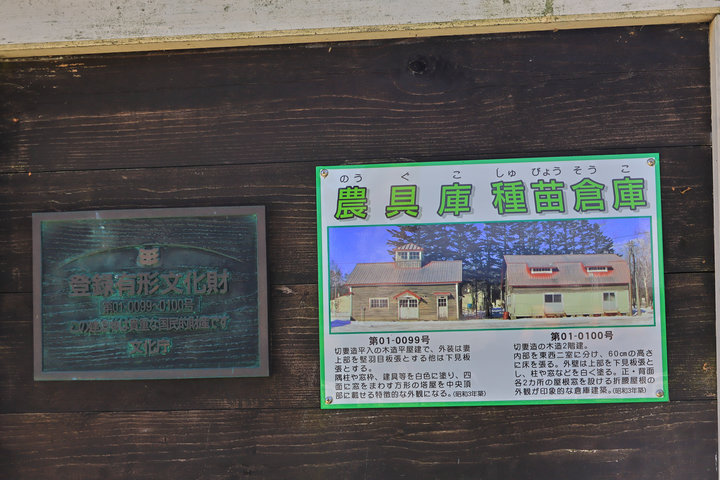 登録有形文化財
第01-0099~0100号
この建造物は貴重な国民的財産です
文化庁
のうぐこ しゅびょうそうこ
農具庫 種苗倉庫
第01-0099号
切妻造平入の木造平屋建で、外装は妻
上部を竪羽目板張とする他は下見板
張とする。
隅柱や窓枠、建具等を白色に塗り、四
面に窓をまわす方形の塔屋を中央頂
部に載せる特徴的な外観になる。(昭和3年築)
第01-0100号
切妻造の木造2階建。
内部を東西二室に分け、60cmの高さ
に床を張る。外壁は上部を下見板張と
し、柱や窓などを白く塗る。正・背面
各2カ所の屋根窓を設ける折腰屋根の
外観が印象的な倉庫建築。(昭和3年築)